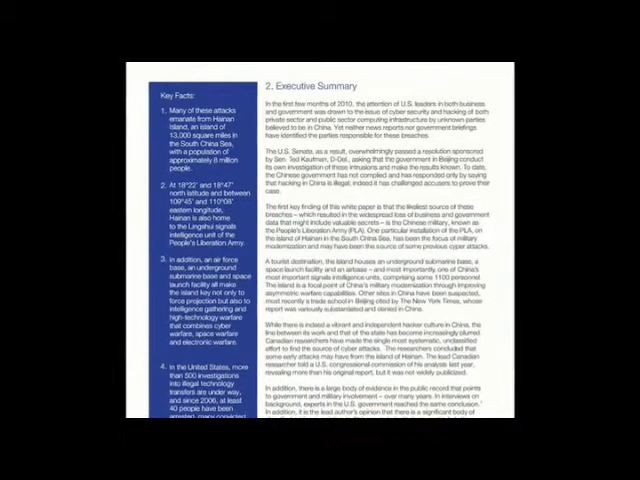 Key Facts:
1. Many of these attacks
emanate from Hainan
Island, an island of
13,000 square miles in
the South China Sea,
with a population of
approximately 8 million
people.
2. At 18°22' and 18°47'
north latitude and between
109°45' and 110°08'
eastern longitude,
Hainan is also home
to the Lingshui signals
intelligence unit of the
People's Liberation Army.
3. In addition, an air force
base, an underground
submarine base and space
launch facility all make
the island key not only to
force projection but also to
intelligence gathering and
high-technology warfare
that combines cyber
warfare, space warfare
and electronic warfare.
4. In the United States, more
than 500 investigations
into illegal technology
transfers are under way,
and since 2006, at least
40 people have been
arrested, many convicted
2. Executive Summary
In the first few months of 2010, the attention of U.S. leaders in both business
and government was drawn to the issue of cyber security and hacking of both
private sector and public sector computing infrastructure by unknown parties
believed to be in China. Yet neither news reports nor government briefings
have identified the parties responsible for these breaches.
The U.S. Senate, as a result, overwhelmingly passed a resolution sponsored
by Sen. Ted Kaufman, D-Del., asking that the government in Beijing conduct
its own investigation of these intrusions and make the results known. To date,
the Chinese government has not complied and has responded only by saying
that hacking in China is illegal; indeed it has challenged accusers to prove their
case.
The first key finding of this white paper is that the likeliest source of these
breaches – which resulted in the widespread loss of business and government
data that might include valuable secrets – is the Chinese military, known as
the People's Liberation Army (PLA). One particular installation of the PLA, on
the island of Hainan in the South China Sea, has been the focus of military
modernization and may have been the source of some previous cyber attacks.
A tourist destination, the island houses an underground submarine base, a
space launch facility and an airbase – and most importantly, one of China's
most important signals intelligence units, comprising some 1100 personnel
The island is a focal point of China's military modernization through improving
asymmetric warfare capabilities. Other sites in China have been suspected,
most recently a trade school in Beijing cited by The New York Times, whose
report was variously substantiated and denied in China.
While there is indeed a vibrant and independent hacker culture in China, the
line between its work and that of the state has become increasingly blurred
Canadian researchers have made the single most systematic, unclassified
effort to find the source of cyber attacks. The researchers concluded that
some early attacks may have from the island of Hainan. The lead Canadian
researcher told a U.S. congressional commission of his analysis last year,
revealing more than his original report, but it was not widely publicized.
In addition, there is a large body of evidence in the public record that points
to government and military involvement – over many years. In interviews on
background, experts in the U.S. government reached the same conclusion.
In addition, it is the lead author's opinion that there is a significant body of